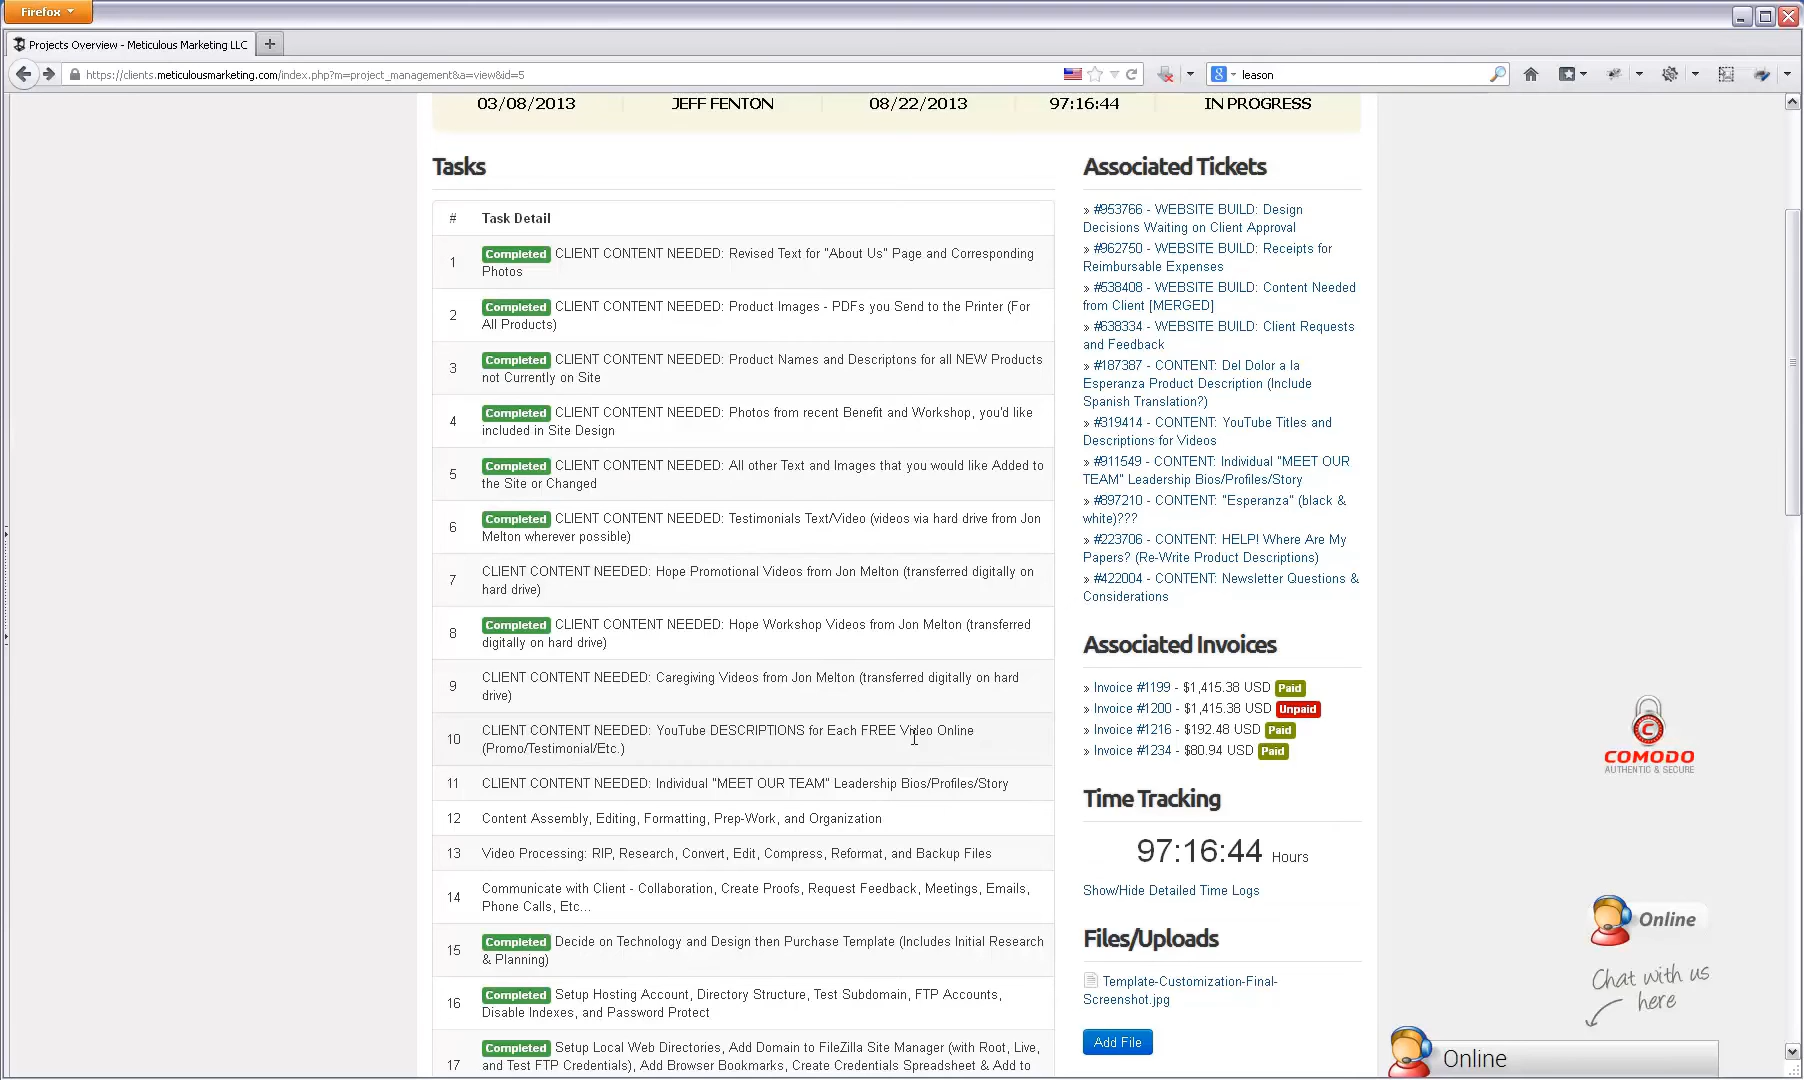 Firefox
Projects Overview - Meticulous Marketing LLC
https://clients.meticulousmarketing.com/index.php?m=project_management&a=view&id=5
leason
03/08/2013 JEFF FENTON 08/22/2013 97:16:44 IN PROGRESS
Tasks
# Task Detail
1 Completed CLIENT CONTENT NEEDED: Revised Text for "About Us" Page and Corresponding
Photos
2 Completed CLIENT CONTENT NEEDED: Product Images - PDFs you Send to the Printer (For
All Products)
3 Completed CLIENT CONTENT NEEDED: Product Names and Descriptons for all NEW Products
not Currently on Site
4 Completed CLIENT CONTENT NEEDED: Photos from recent Benefit and Workshop, you'd like
included in Site Design
5 Completed CLIENT CONTENT NEEDED: All other Text and Images that you would like Added to
the Site or Changed
6 Completed CLIENT CONTENT NEEDED: Testimonials Text/Video (videos via hard drive from Jon
Melton wherever possible)
7 CLIENT CONTENT NEEDED: Hope Promotional Videos from Jon Melton (transferred digitally on
hard drive)
8 Completed CLIENT CONTENT NEEDED: Hope Workshop Videos from Jon Melton (transferred
digitally on hard drive)
9 CLIENT CONTENT NEEDED: Caregiving Videos from Jon Melton (transferred digitally on hard
drive)
10 CLIENT CONTENT NEEDED: YouTube DESCRIPTIONS for Each FREE Video Online
(Promo/Testimonial/Etc.)
11 CLIENT CONTENT NEEDED: Individual "MEET OUR TEAM" Leadership Bios/Profiles/Story
12 Content Assembly, Editing, Formatting, Prep-Work, and Organization
13 Video Processing: RIP, Research, Convert, Edit, Compress, Reformat, and Backup Files
14 Communicate with Client - Collaboration, Create Proofs, Request Feedback, Meetings, Emails,
Phone Calls, Etc...
15 Completed Decide on Technology and Design then Purchase Template (Includes Initial Research
& Planning)
16 Completed Setup Hosting Account, Directory Structure, Test Subdomain, FTP Accounts,
Disable Indexes, and Password Protect
17 Completed Setup Local Web Directories, Add Domain to FileZilla Site Manager (with Root, Live,
and Test FTP Credentials), Add Browser Bookmarks, Create Credentials Spreadsheet & Add to
Associated Tickets
» #953766 - WEBSITE BUILD: Design
Decisions Waiting on Client Approval
» #962750 - WEBSITE BUILD: Receipts for
Reimbursable Expenses
» #538408 - WEBSITE BUILD: Content Needed
from Client [MERGED]
» #638334 - WEBSITE BUILD: Client Requests
and Feedback
» #187387 - CONTENT: Del Dolor a la
Esperanza Product Description (Include
Spanish Translation?)
» #319414 - CONTENT: YouTube Titles and
Descriptions for Videos
» #911549 - CONTENT: Individual "MEET OUR
TEAM" Leadership Bios/Profiles/Story
» #897210 - CONTENT: "Esperanza" (black &
white)???
» #223706 - CONTENT: HELP! Where Are My
Papers? (Re-Write Product Descriptions)
» #422004 - CONTENT: Newsletter Questions &
Considerations
Associated Invoices
» Invoice #1199 - $1,415.38 USD Paid
» Invoice #1200 - $1,415.38 USD Unpaid
» Invoice #1216 - $192.48 USD Paid
» Invoice #1234 - $80.94 USD Paid
Time Tracking
97:16:44 Hours
Show/Hide Detailed Time Logs
Files/Uploads
Template-Customization-Final-
Screenshot.jpg
Add File
COMODO
AUTHENTIC & SECURE
Online
Chat with us
here
Online